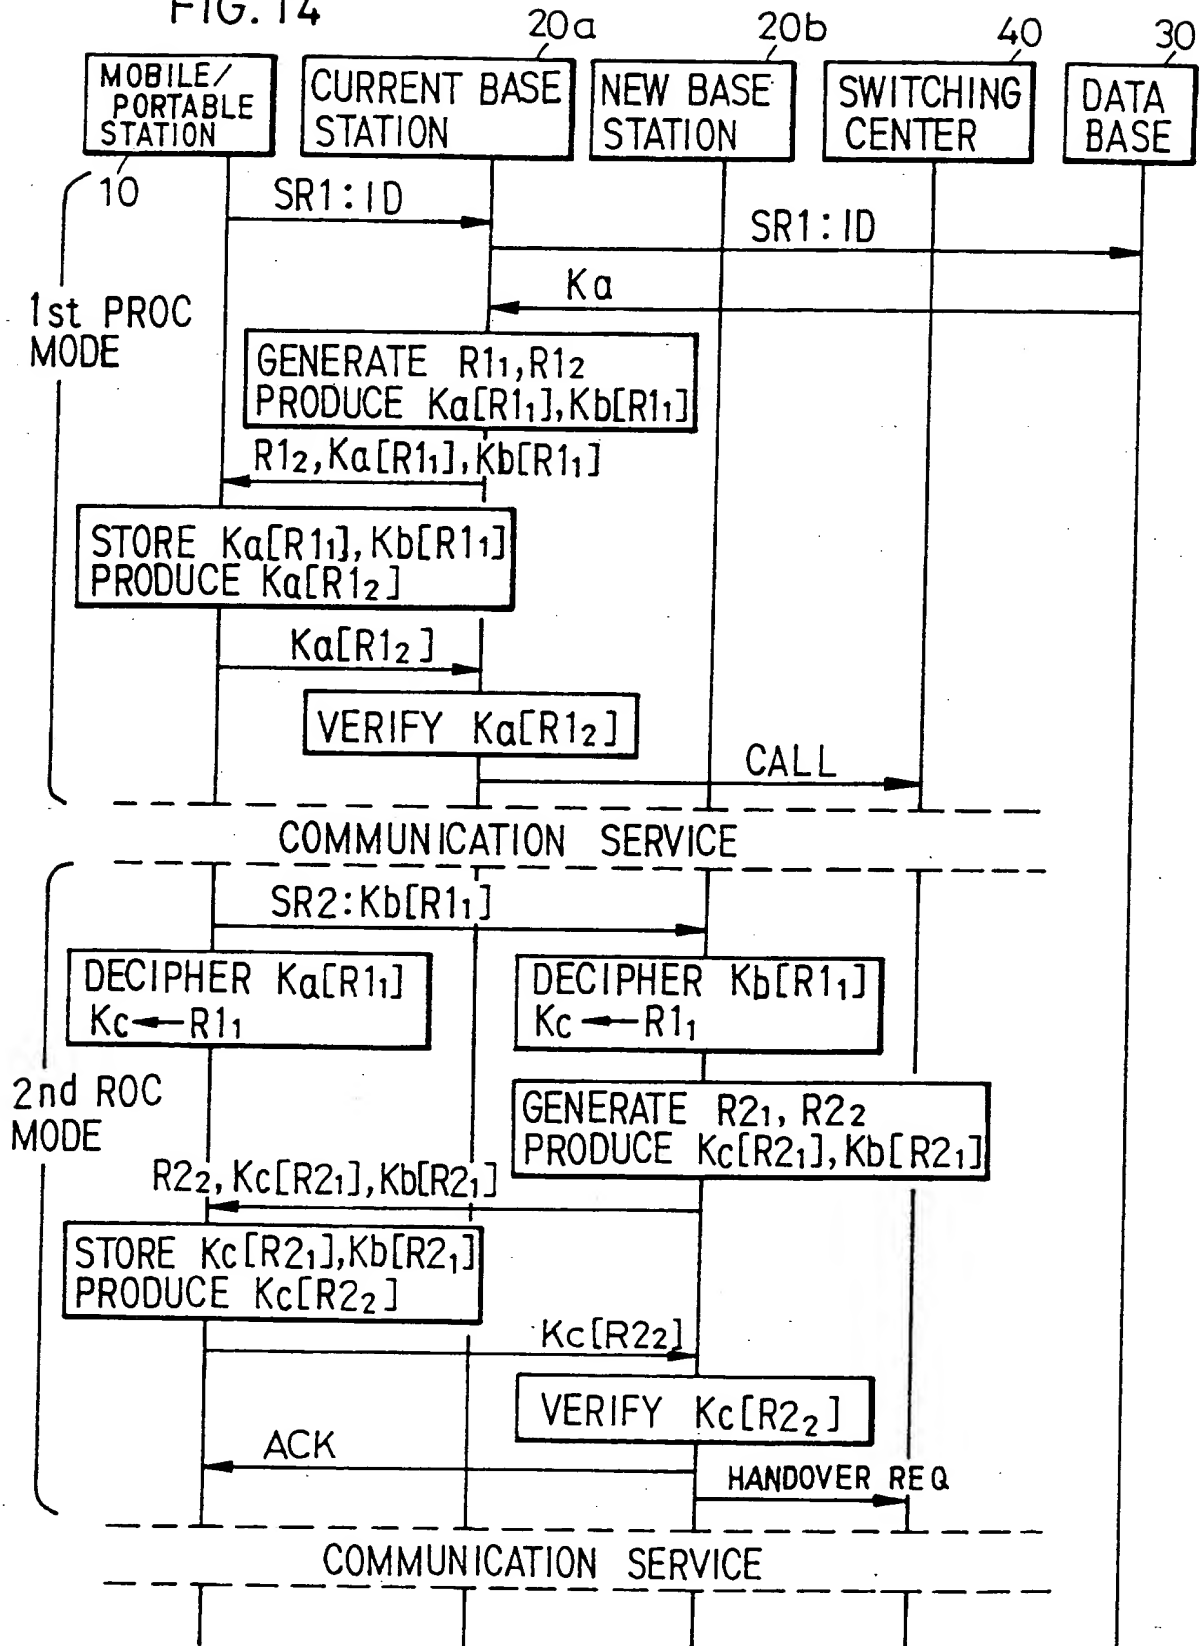 FIG. 14
20a
20b
40
30
MOBILE/
PORTABLE
STATION
CURRENT BASE
STATION
NEW BASE
STATION
SWITCHING
CENTER
DATA
BASE
10
SR1:ID
SR1:ID
Ka
1st PROC
MODE
GENERATE R1₁,R1₂
PRODUCE Ka[R1₁],Kb[R1₁]
R1₂,Ka[R1₁],Kb[R1₁]
STORE Ka[R1₁],Kb[R1₁]
PRODUCE Ka[R1₂]
Ka[R1₂]
VERIFY Ka[R1₂]
CALL
COMMUNICATION SERVICE
SR2:Kb[R1₁]
DECIPHER Ka[R1₁]
Kc←R1₁
DECIPHER Kb[R1₁]
Kc←R1₁
2nd ROC
MODE
GENERATE R2₁, R2₂
PRODUCE Kc[R2₁],Kb[R2₁]
R2₂,Kc[R2₁],Kb[R2₁]
STORE Kc[R2₁],Kb[R2₁]
PRODUCE Kc[R2₂]
Kc[R2₂]
VERIFY Kc[R2₂]
ACK
HANDOVER REQ
COMMUNICATION SERVICE